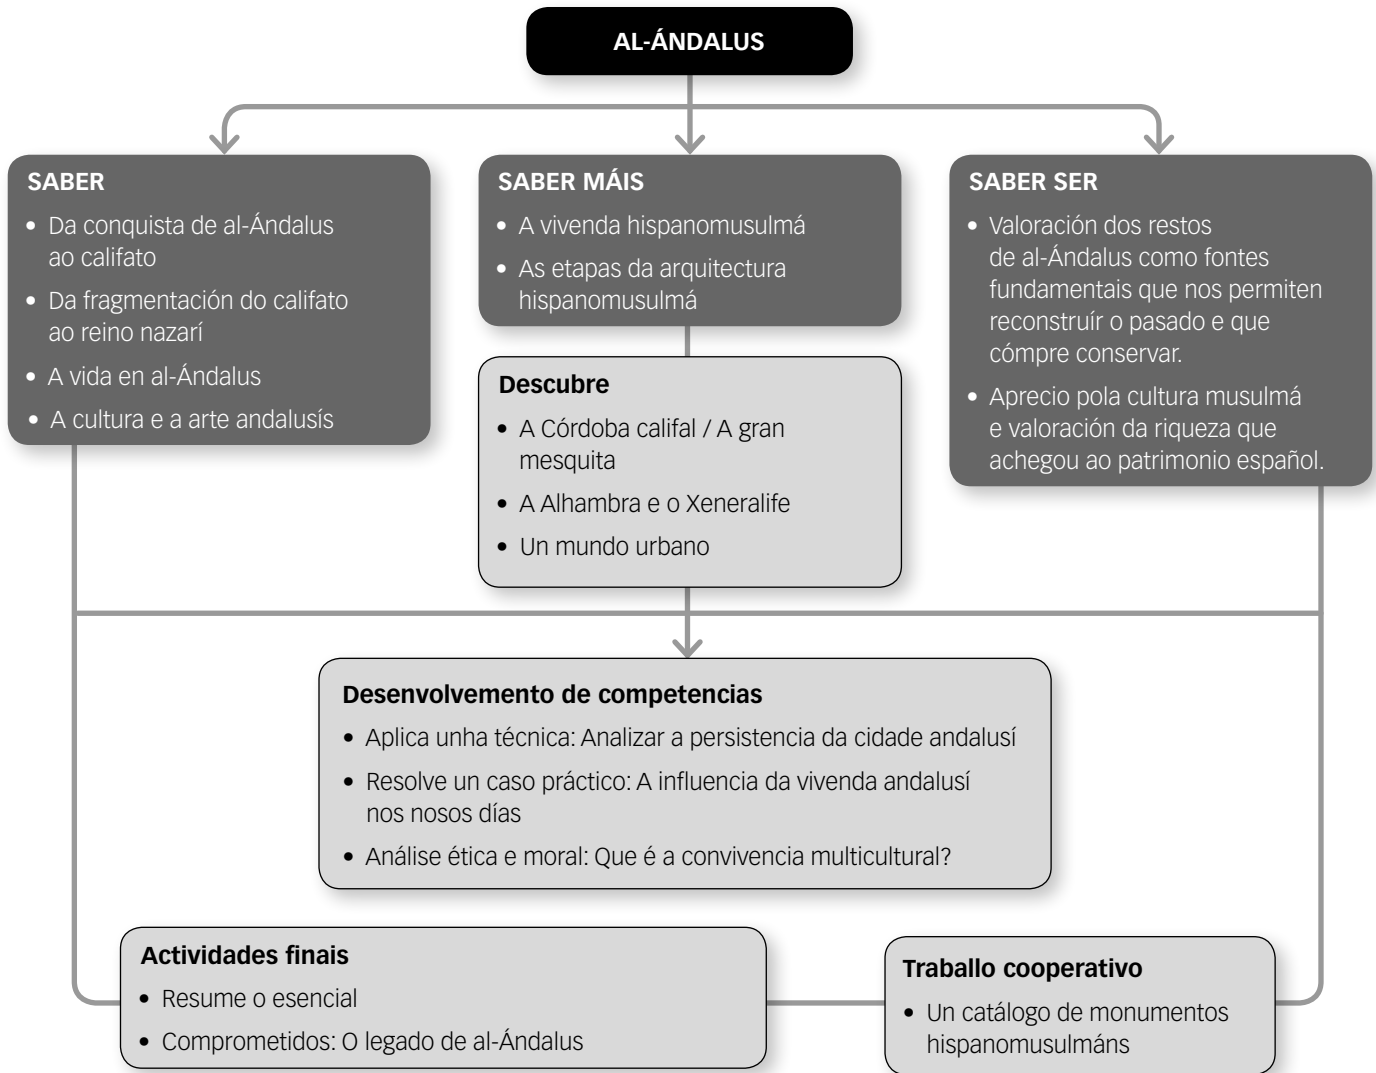 AL-ÁNDALUS
SABER
• Da conquista de al-Ándalus
ao califato
• Da fragmentación do califato
ao reino nazarí
• A vida en al-Ándalus
• A cultura e a arte andalusís
SABER MÁIS
• A vivenda hispanomusulmá
• As etapas da arquitectura
hispanomusulmá
Descubre
• A Córdoba califal / A gran
mesquita
• A Alhambra e o Xeneralife
• Un mundo urbano
SABER SER
• Valoración dos restos
de al-Ándalus como fontes
fundamentais que nos permiten
reconstruír o pasado e que
cómpre conservar.
• Aprecio pola cultura musulmá
e valoración da riqueza que
achegou ao patrimonio español.
Desenvolvemento de competencias
• Aplica unha técnica: Analizar a persistencia da cidade andalusí
• Resolve un caso práctico: A influencia da vivenda andalusí
nos nosos días
• Análise ética e moral: Que é a convivencia multicultural?
Actividades finais
• Resume o esencial
• Comprometidos: O legado de al-Ándalus
Traballo cooperativo
• Un catálogo de monumentos
hispanomusulmáns